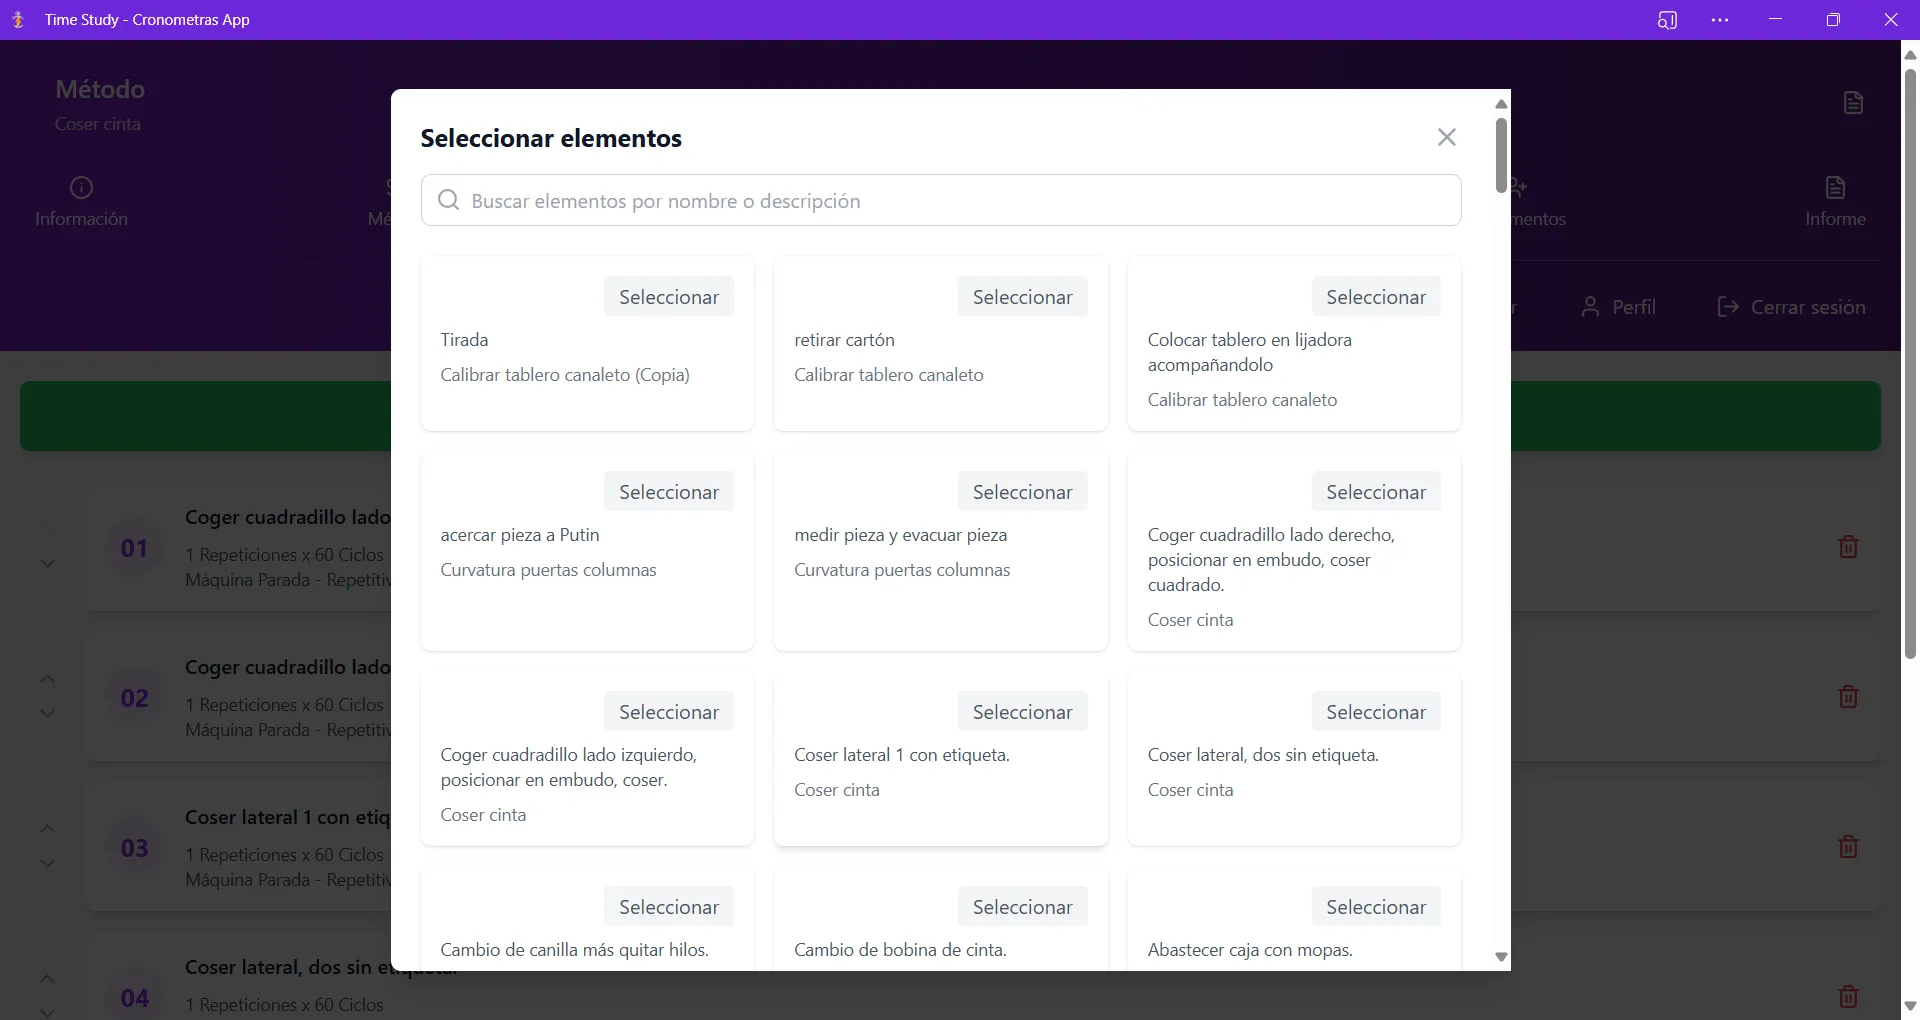 Time Study - Cronometras App
Método
Coser cinta
Información
Informe
Perfil
Cerrar sesión
Seleccionar elementos
Buscar elementos por nombre o descripción
Seleccionar
Tirada
Calibrar tablero canaleto (Copia)
Seleccionar
retirar cartón
Calibrar tablero canaleto
Seleccionar
Colocar tablero en lijadora
acompañandolo
Calibrar tablero canaleto
Seleccionar
acercar pieza a Putin
Curvatura puertas columnas
Seleccionar
medir pieza y evacuar pieza
Curvatura puertas columnas
Seleccionar
Coger cuadradillo lado derecho,
posicionar en embudo, coser
cuadrado.
Coser cinta
Seleccionar
Coger cuadradillo lado izquierdo,
posicionar en embudo, coser.
Coser cinta
Seleccionar
Coser lateral 1 con etiqueta.
Coser cinta
Seleccionar
Coser lateral, dos sin etiqueta.
Coser cinta
Seleccionar
Cambio de canilla más quitar hilos.
Seleccionar
Cambio de bobina de cinta.
Seleccionar
Abastecer caja con mopas.
01
Coger cuadradillo lado
1 Repeticiones x 60 Ciclos
Máquina Parada -
02
Coger cuadradillo lado
1 Repeticiones x 60 Ciclos
Máquina Parada -
03
Coser lateral 1 con
1 Repeticiones x 60 Ciclos
Máquina Parada -
04
Coser lateral, dos sin
1 Repeticiones x 60 Ciclos